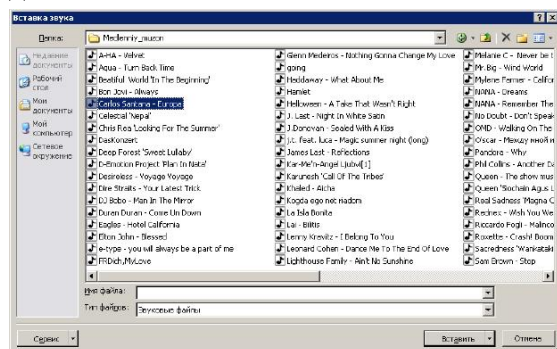 Вставка звука
Папка:
Medlenniy_muzon
Недавние документы
Рабочий стол
Мои документы
Мой компьютер
Сетевое окружение
A-HA - Velvet
Aqua - Turn Back Time
Beatiful World 'In The Beginning'
Bon Jovi - Always
Carlos Santana - Europa
Celestial 'Nepal'
Chris Rea 'Looking For The Summer'
DasKonzert
Deep Forest 'Sweet Lullaby'
D-Emotion Project 'Plan In Neta'
Desireless - Voyage Voyage
Dire Straits - Your Latest Trick
DJ Bobo - Man In The Mirror
Duran Duran - Come Un Down
Eagles - Hotel California
Elton John - Blessed
e-type - you will always be a part of me
FRDich,MyLove
Glenn Medeiros - Nothing Gonna Change My Love
going
Haddaway - What About Me
Hamlet
Helloween - A Take That Wasn't Right
J. Last - Night In White Satin
J.Donovan - Sealed With A Kiss
j.t. feat. luca - Magic summer night (long)
James Last - Reflections
Kar-Me'n-Angel Ljubvi[1]
Karunesh 'Call Of The Tribes'
Khaled - Aicha
Kogda ego net riadom
La Isla Bonita
Lai - Bilitis
Lenny Kravitz - I Belong To You
Leonard Cohen - Dance Me To The End Of Love
Lighthouse Family - Ain't No Sunshine
Melanie C - Never be t
Mr.Big - Wind World
Mylene Farmer - Califor
NANA - Dreams
NANA - Remember The
No Doubt - Don't Speak
OMD - Walking On The
Oscar - Между мной и
Pandora - Why
Phil Collins - Another Da
Queen - The show mus
Queen 'Sochain Agus L
Real Sadness 'Magna C
Rednex - Wish You We
Riccardo Fogli - Malinco
Roxette - Crash! Boom
Sacredness 'Wankataki
Sam Brown - Stop
Имя файла:
Тип файлов:
Звуковые файлы
Сервис
Вставить
Отмена